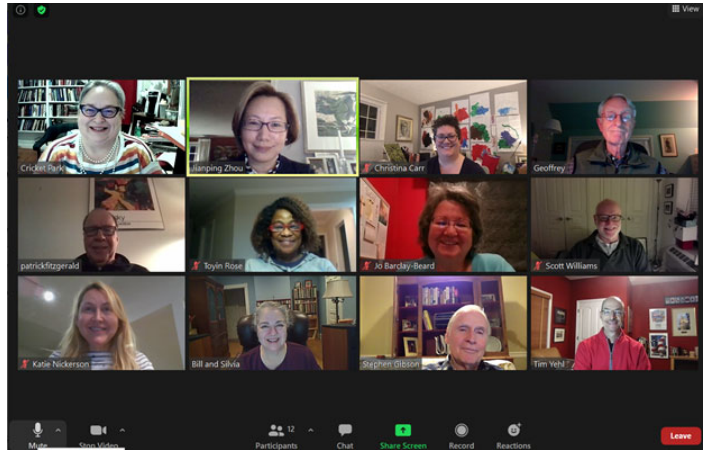 View
Cricket Park
Jianping Zhou
Christina Carr
Geoffrey
patrickfitzgerald
Toyin Rose
Jo Barclay-Beard
Scott Williams
Katie Nickerson
Bill and Silvia
Stephen Gibson
Tim Yehl
Mute
Stop Video
12
Participants
Chat
Share Screen
Record
Reactions
Leave